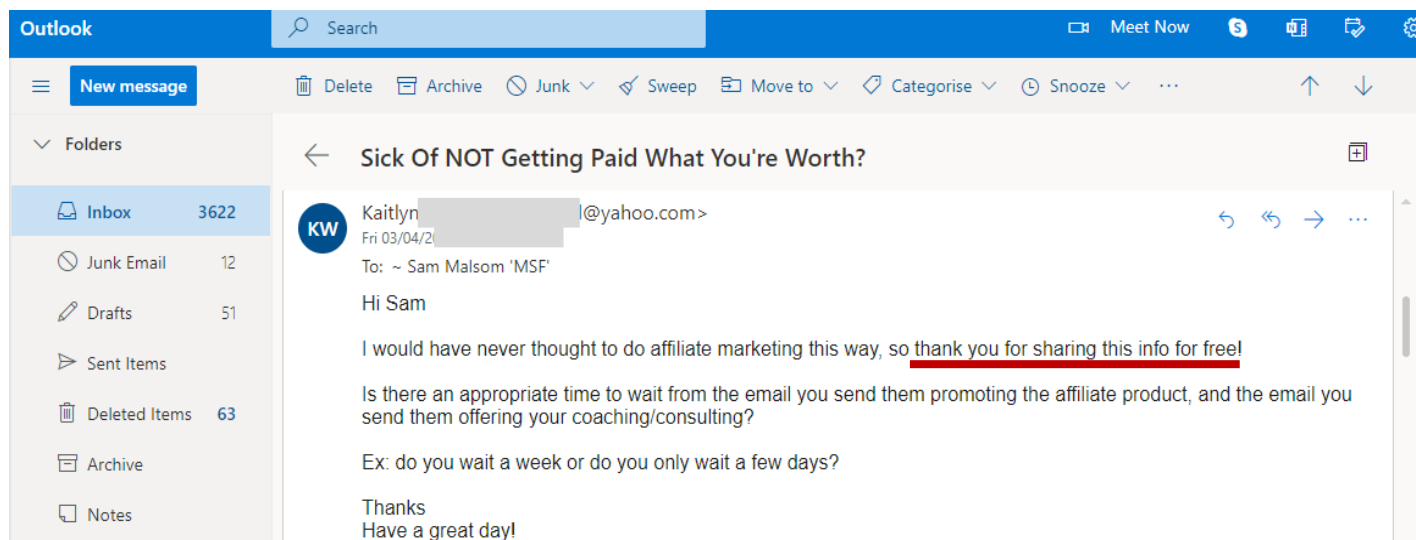 Outlook
Search
Meet Now
New message
Delete
Archive
Junk
Sweep
Move to
Categorise
Snooze
Folders
Sick Of NOT Getting Paid What You're Worth?
Inbox 3622
Junk Email 12
Drafts 51
Sent Items
Deleted Items 63
Archive
Notes
KW
Kaitlyn @yahoo.com>
Fri 03/04/2
To: ~ Sam Malsom 'MSF'
Hi Sam
I would have never thought to do affiliate marketing this way, so thank you for sharing this info for free!
Is there an appropriate time to wait from the email you send them promoting the affiliate product, and the email you
send them offering your coaching/consulting?
Ex: do you wait a week or do you only wait a few days?
Thanks
Have a great day!